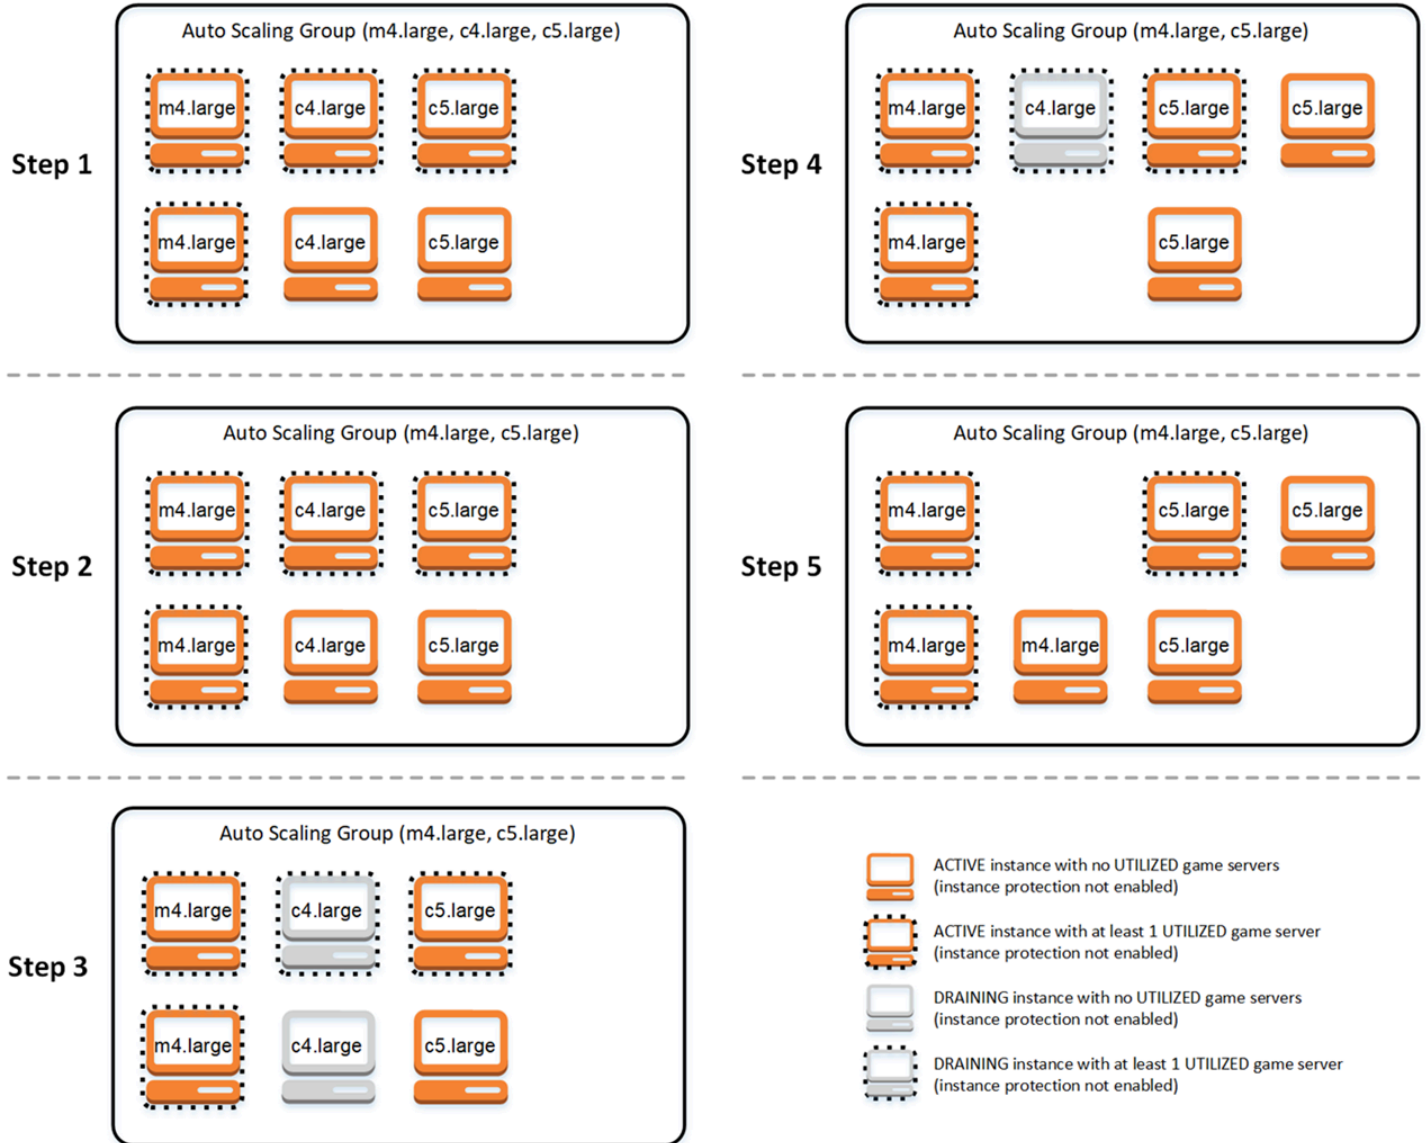 Step 1
Auto Scaling Group (m4.large, c4.large, c5.large)
m4.large c4.large c5.large
m4.large c4.large c5.large
Step 2
Auto Scaling Group (m4.large, c5.large)
m4.large c4.large c5.large
m4.large c4.large c5.large
Step 3
Auto Scaling Group (m4.large, c5.large)
m4.large c4.large c5.large
m4.large c4.large c5.large
Step 4
Auto Scaling Group (m4.large, c5.large)
m4.large c4.large c5.large c5.large
m4.large c5.large
Step 5
Auto Scaling Group (m4.large, c5.large)
m4.large c5.large c5.large
m4.large m4.large c5.large
ACTIVE instance with no UTILIZED game servers
(instance protection not enabled)
ACTIVE instance with at least 1 UTILIZED game server
(instance protection not enabled)
DRAINING instance with no UTILIZED game servers
(instance protection not enabled)
DRAINING instance with at least 1 UTILIZED game server
(instance protection not enabled)